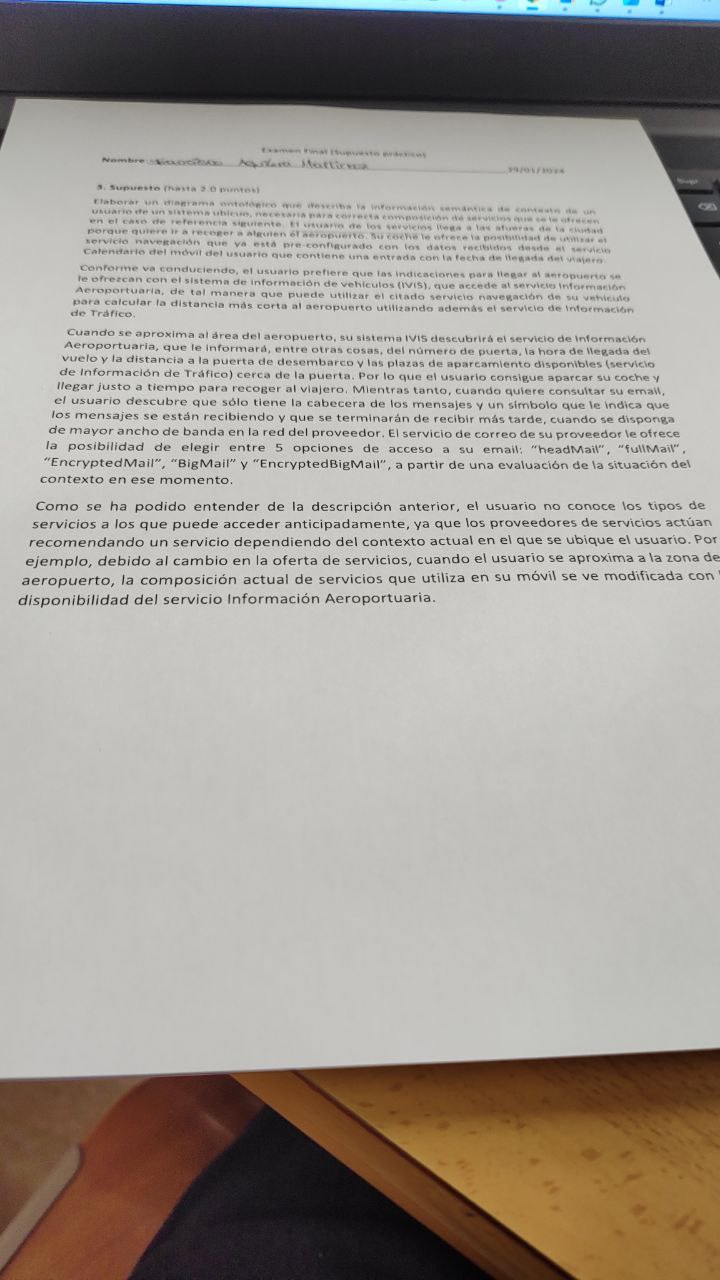 Examen Final (Supuesto práctico)
Nombre: Martínez 19/01/2024
3. Supuesto (hasta 2.0 puntos)
Elaborar un diagrama ontológico que describa la información semántica de contexto de un
usuario de un sistema ubicuo, necesaria para correcta composición de servicios que se le ofrecen
en el caso de referencia siguiente. El usuario de los servicios llega a las afueras de la ciudad
porque quiere ir a recoger a alguien el aeropuerto. Su coche le ofrece la posibilidad de utilizar el
servicio navegación que ya está pre-configurado con los datos recibidos desde el servicio
Calendario del móvil del usuario que contiene una entrada con la fecha de llegada del viajero.
Conforme va conduciendo, el usuario prefiere que las indicaciones para llegar al aeropuerto se
le ofrezcan con el sistema de información de vehículos (IVIS), que accede al servicio Información
Aeroportuaria, de tal manera que puede utilizar el citado servicio navegación de su vehículo
para calcular la distancia más corta al aeropuerto utilizando además el servicio de Información
de Tráfico.
Cuando se aproxima al área del aeropuerto, su sistema IVIS descubrirá el servicio de Información
Aeroportuaria, que le informará, entre otras cosas, del número de puerta, la hora de llegada del
vuelo y la distancia a la puerta de desembarco y las plazas de aparcamiento disponibles (servicio
de Información de Tráfico) cerca de la puerta. Por lo que el usuario consigue aparcar su coche y
llegar justo a tiempo para recoger al viajero. Mientras tanto, cuando quiere consultar su email,
el usuario descubre que sólo tiene la cabecera de los mensajes y un símbolo que le indica que
los mensajes se están recibiendo y que se terminarán de recibir más tarde, cuando se disponga
de mayor ancho de banda en la red del proveedor. El servicio de correo de su proveedor le ofrece
la posibilidad de elegir entre 5 opciones de acceso a su email: "headMail", "fullMail",
"EncryptedMail", "BigMail" y "EncryptedBigMail", a partir de una evaluación de la situación del
contexto en ese momento.
Como se ha podido entender de la descripción anterior, el usuario no conoce los tipos de
servicios a los que puede acceder anticipadamente, ya que los proveedores de servicios actúan
recomendando un servicio dependiendo del contexto actual en el que se ubique el usuario. Por
ejemplo, debido al cambio en la oferta de servicios, cuando el usuario se aproxima a la zona de
aeropuerto, la composición actual de servicios que utiliza en su móvil se ve modificada con
disponibilidad del servicio Información Aeroportuaria.